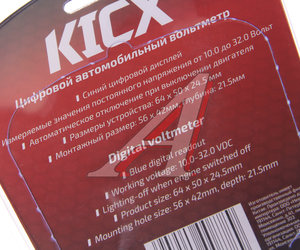 KICX
Цифровой автомобильный вольтметр
• Синий цифровой дисплей
• Измеряемые значения постоянного напряжения от 10.0 до 32.0 Вольт
• Автоматическое отключение при выключении двигателя
• Размеры устройства: 64 x 50 x 24.5мм
• Монтажный размер: 56 x 42мм, глубина: 21.5мм
Digital voltmeter
• Blue digital readout
• Working voltage: 10.0-32.0 VDC
• Lighting-off when engine switched off
• Product size: 64 x 50 x 24.5mm
• Mounting hole size: 56 x 42mm, depth: 21.5mm